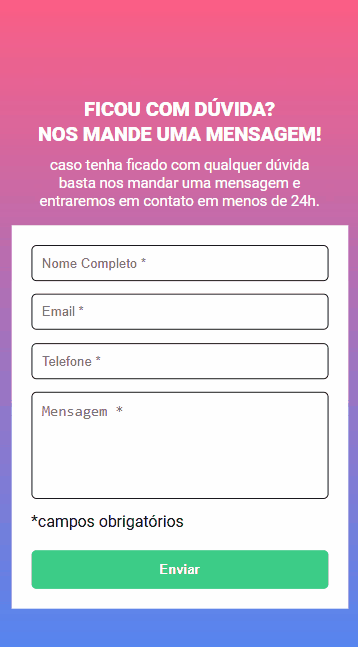 FICOU COM DÚVIDA?
NOS MANDE UMA MENSAGEM!
caso tenha ficado com qualquer dúvida
basta nos mandar uma mensagem e
entraremos em contato em menos de 24h.
Nome Completo *
Email *
Telefone *
Mensagem *
*campos obrigatórios
Enviar